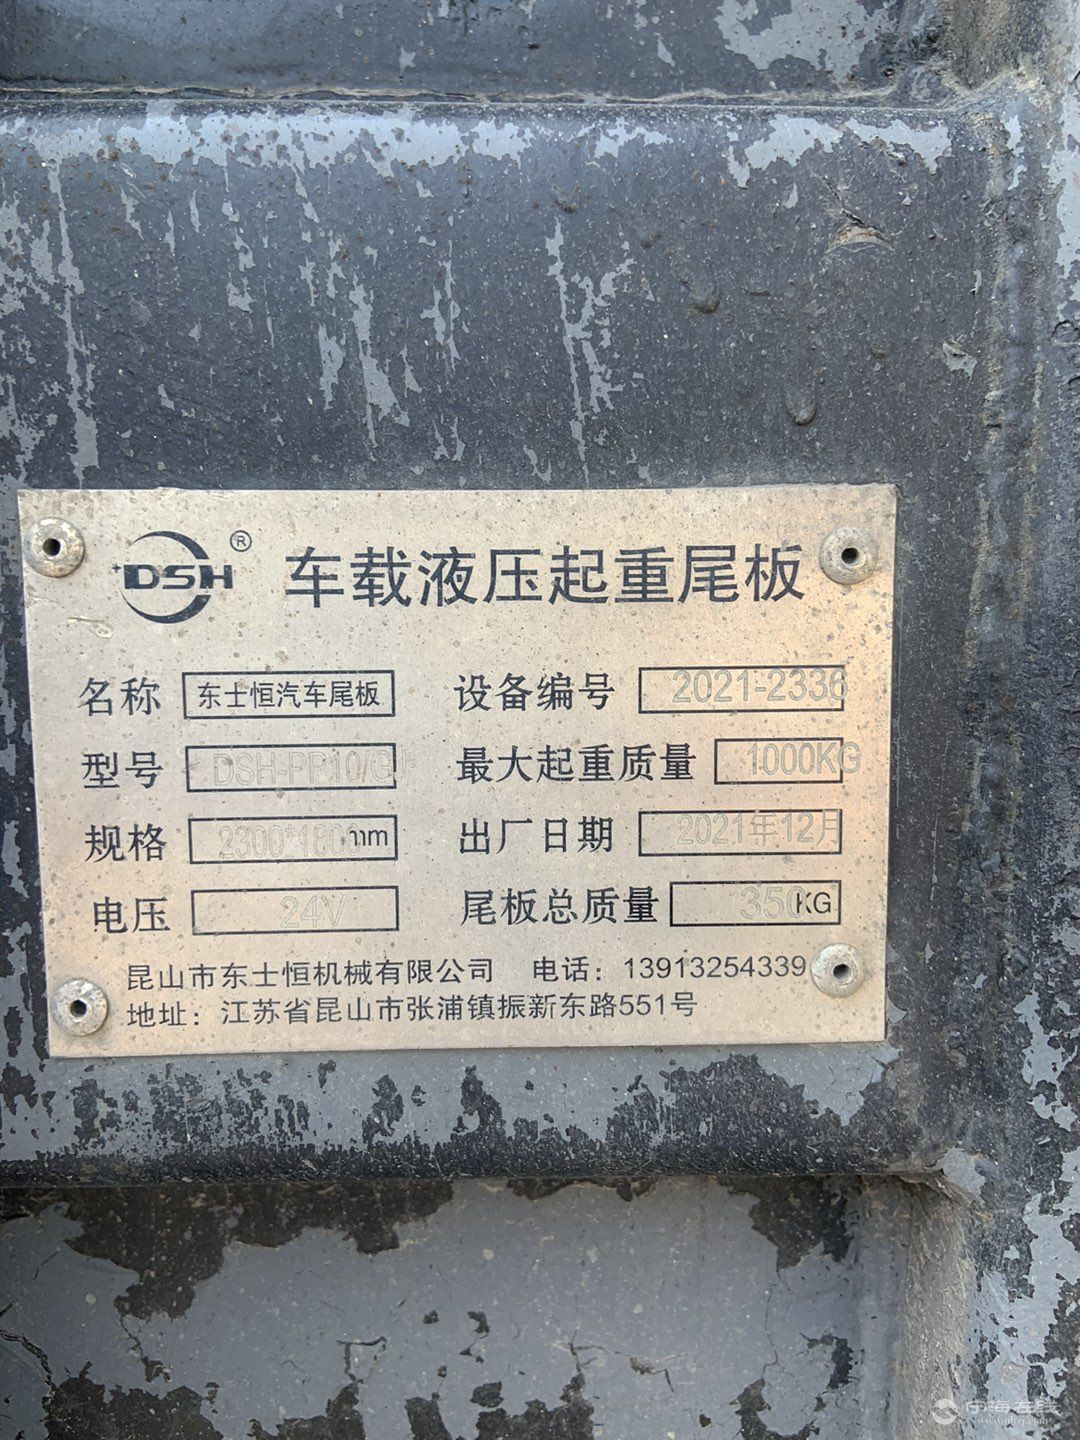 DSH® 车载液压起重尾板
名称 东士恒汽车尾板 设备编号 2021-2336
型号 DSH-PP10/G 最大起重质量 1000KG
规格 2300*1800mm 出厂日期 2021年12月
电压 24V 尾板总质量 350KG
昆山市东士恒机械有限公司 电话：13913254339
地址：江苏省昆山市张浦镇振新东路551号